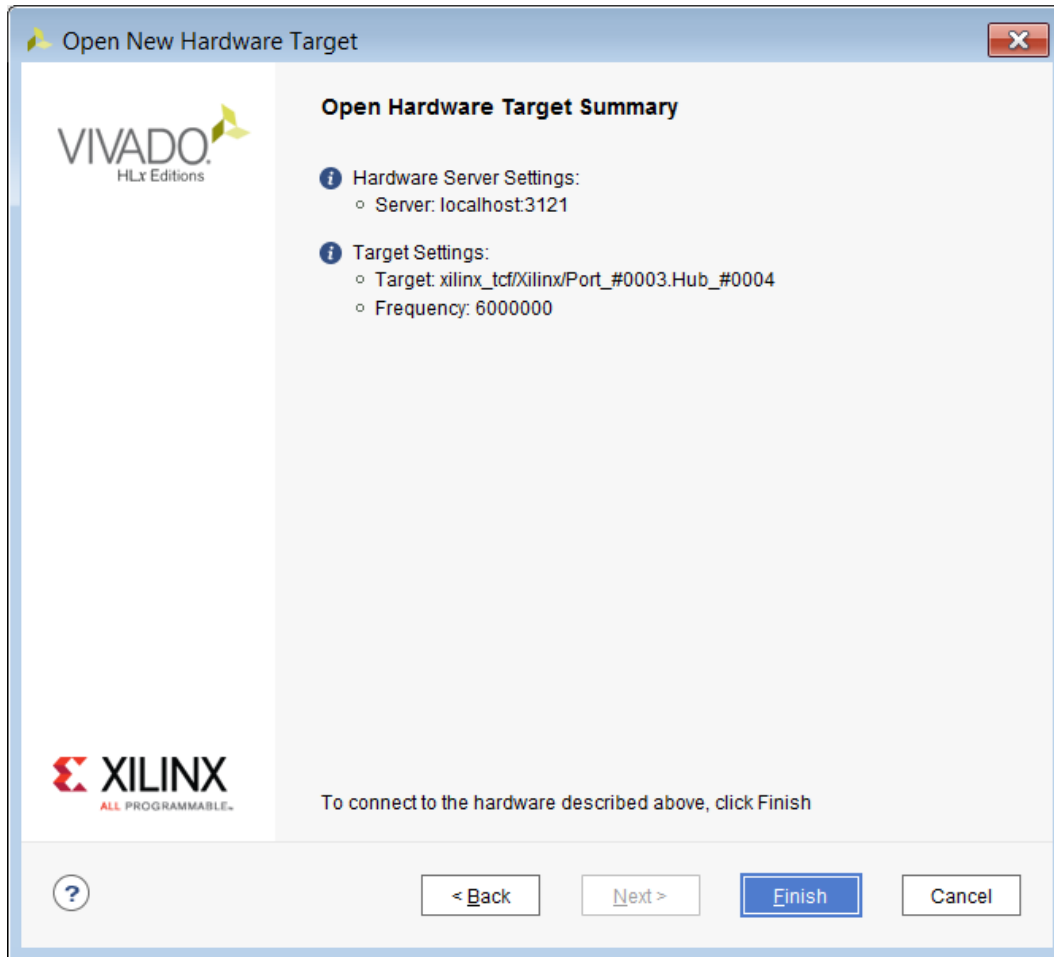 Open New Hardware Target
VIVADO.
HLx Editions
Open Hardware Target Summary
Hardware Server Settings:
Server: localhost:3121
Target Settings:
Target: xilinx_tcf/Xilinx/Port_#0003.Hub_#0004
Frequency: 6000000
XILINX
ALL PROGRAMMABLE™
To connect to the hardware described above, click Finish
?
< Back
Next >
Finish
Cancel